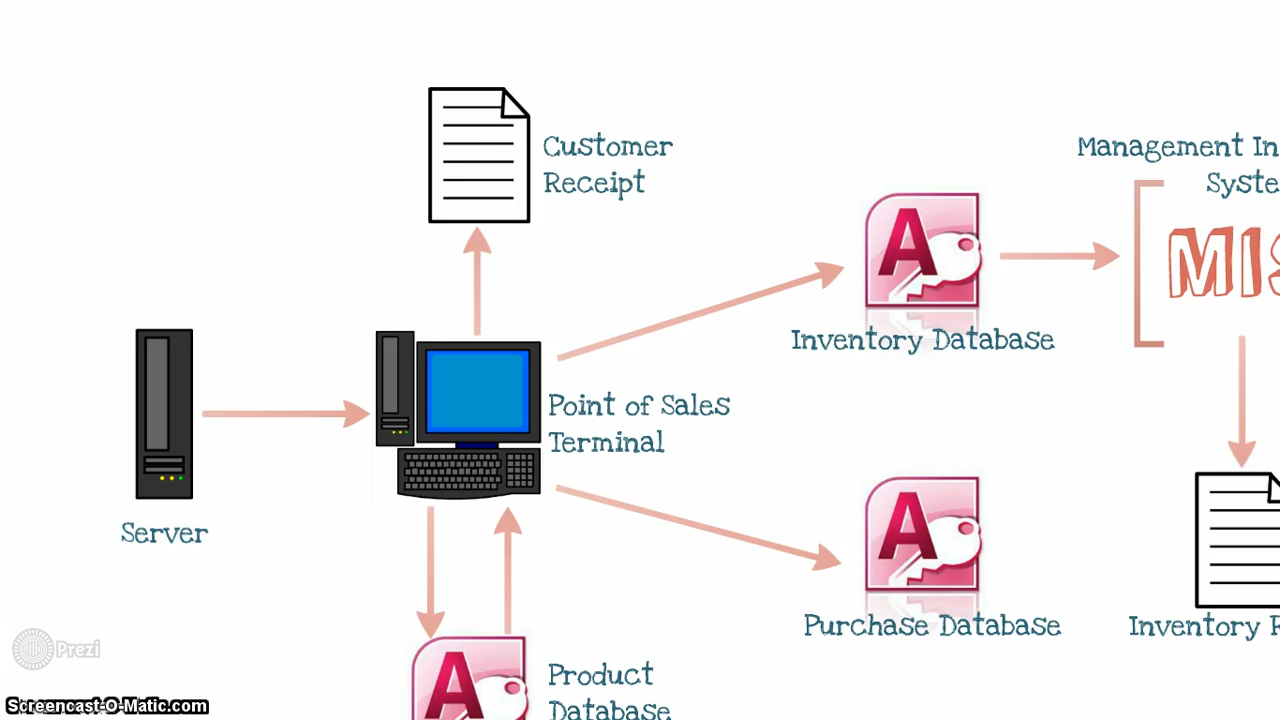 Customer
Receipt
Management In
Syste
MIS
Inventory Database
Point of Sales
Terminal
Server
Purchase Database
Inventory
Product
Database
Prezi
Screencast-O-Matic.com